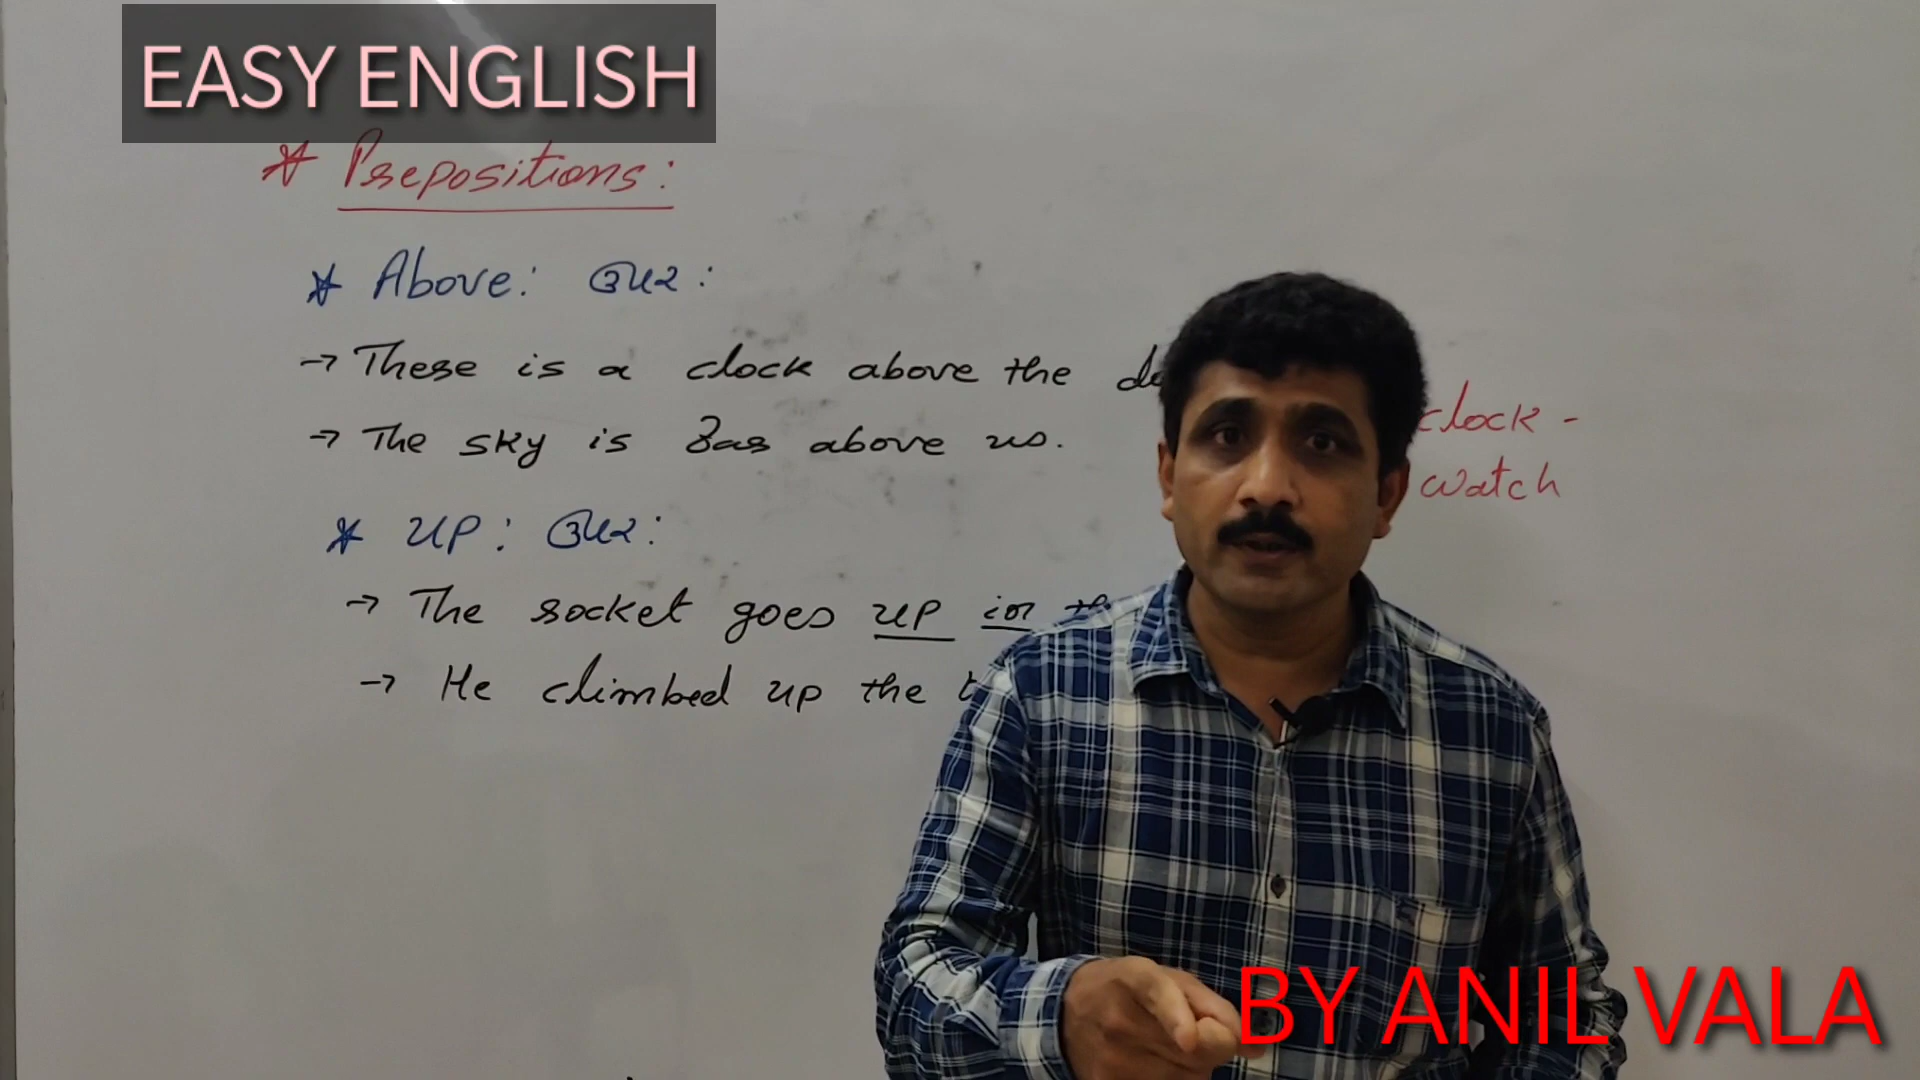 EASY ENGLISH
* Prepositions:
* Above: ઉપર:
→ There is a clock above the
→ The sky is far above us.
clock -
watch
* UP: ઉપર:
→ The rocket goes up in
→ He climbed up the
BY ANIL VALA